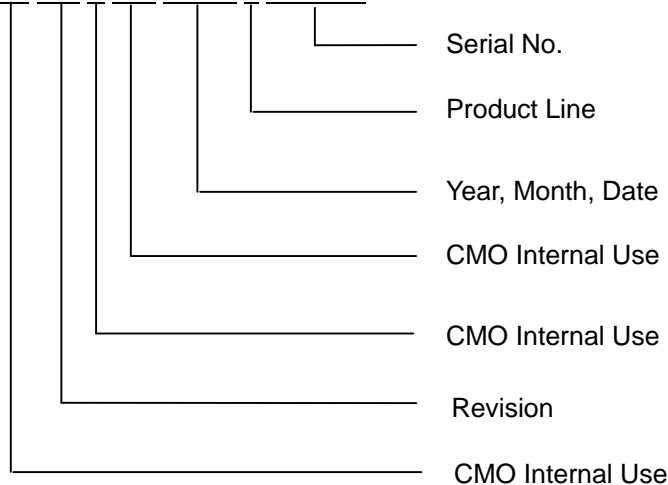 Serial No.
Product Line
Year, Month, Date
CMO Internal Use
CMO Internal Use
Revision
CMO Internal Use